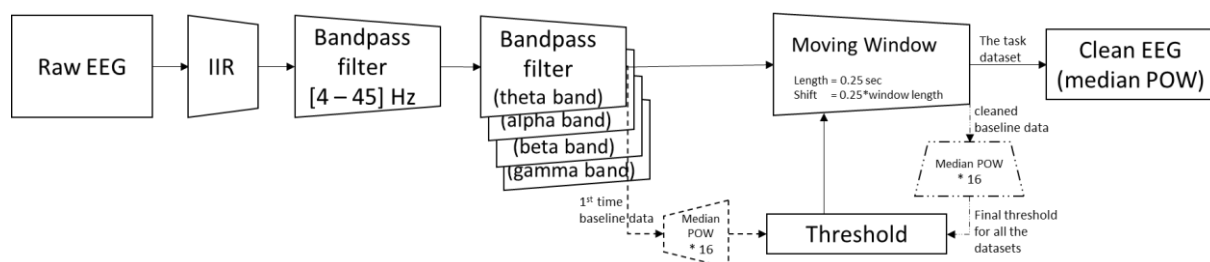 Raw EEG
IIR
Bandpass
filter
[4 – 45] Hz
Bandpass
filter
(theta band)
(alpha band)
(beta band)
(gamma band)
1st time
baseline data
Median
POW
* 16
Moving Window
Length = 0.25 sec
Shift = 0.25*window length
The task
dataset
Clean EEG
(median POW)
cleaned
baseline data
Median POW
* 16
Final threshold
for all the
datasets
Threshold